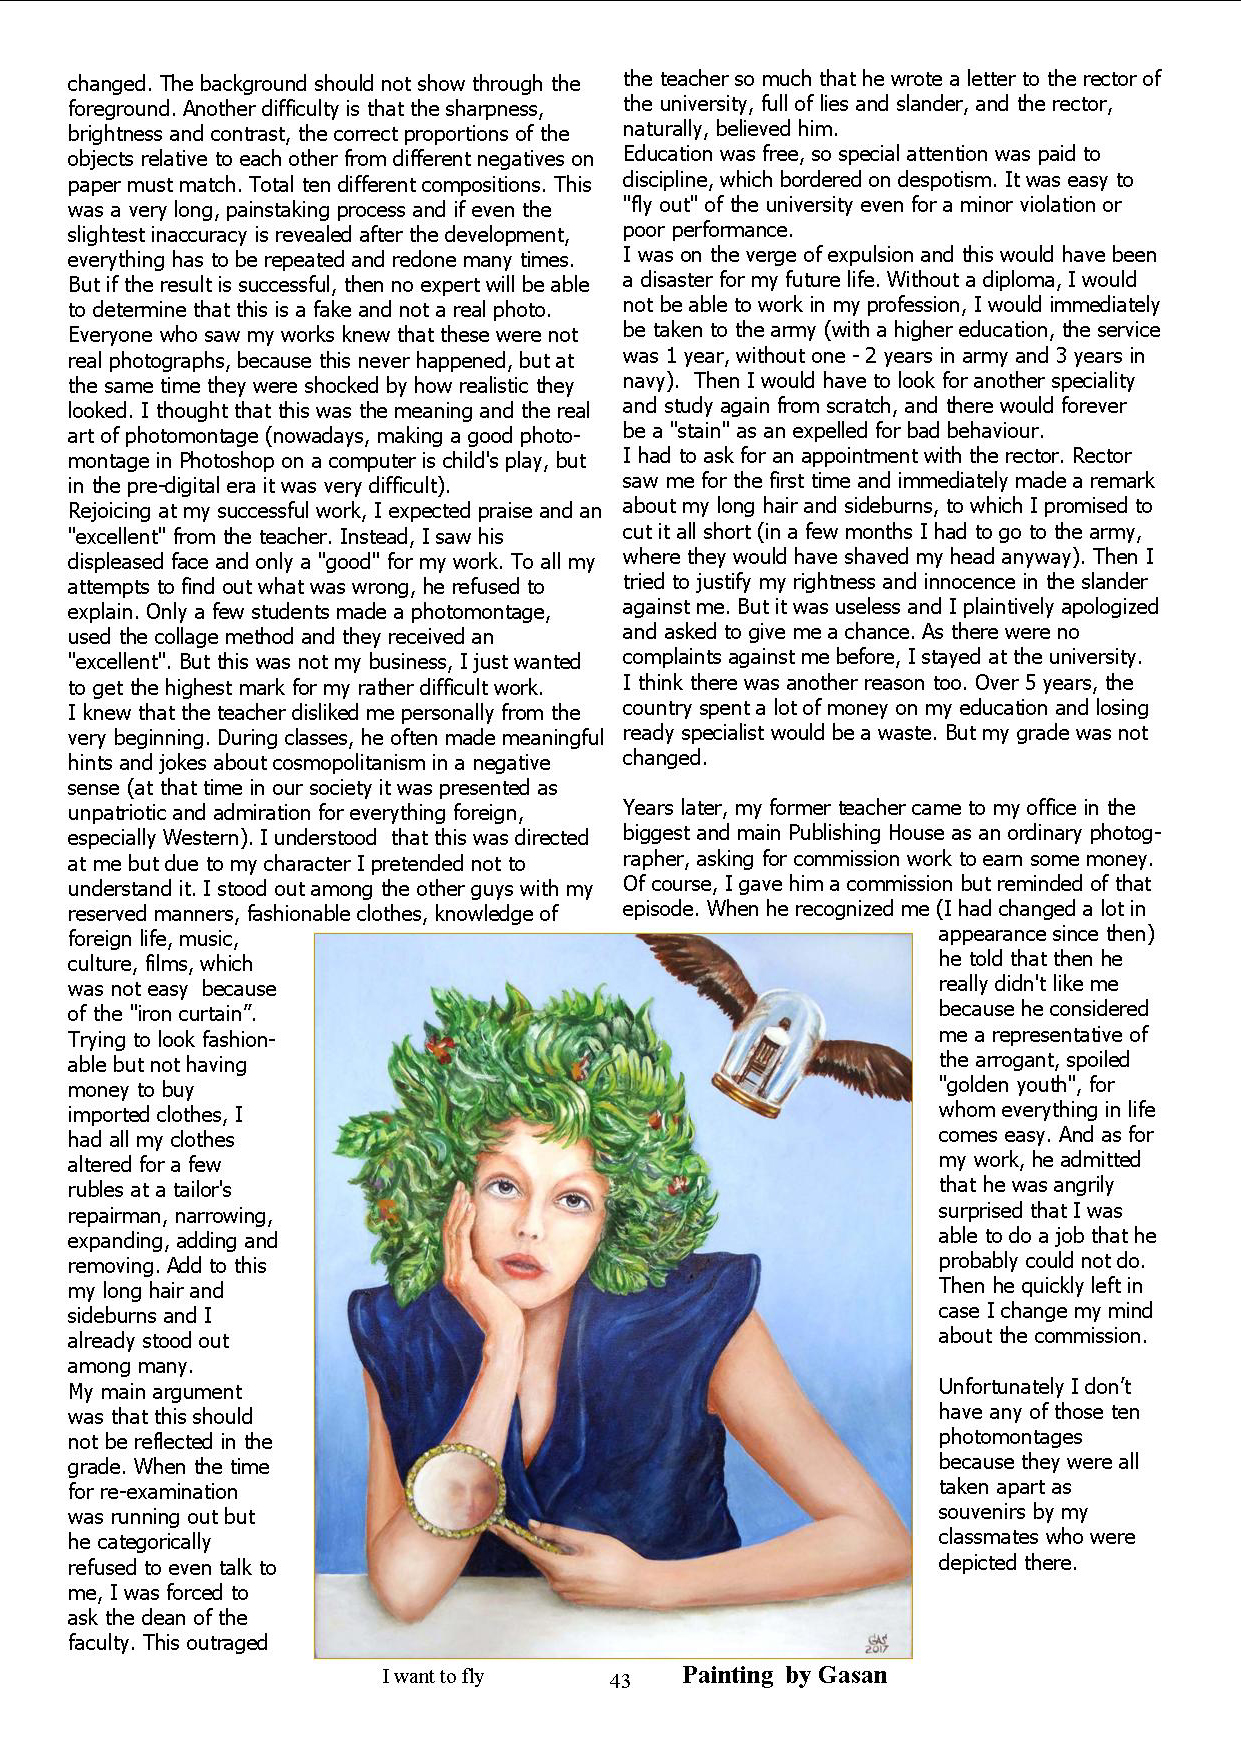 changed. The background should not show through the
foreground. Another difficulty is that the sharpness,
brightness and contrast, the correct proportions of the
objects relative to each other from different negatives on
paper must match. Total ten different compositions. This
was a very long, painstaking process and if even the
slightest inaccuracy is revealed after the development,
everything has to be repeated and redone many times.
But if the result is successful, then no expert will be able
to determine that this is a fake and not a real photo.
Everyone who saw my works knew that these were not
real photographs, because this never happened, but at
the same time they were shocked by how realistic they
looked. I thought that this was the meaning and the real
art of photomontage (nowadays, making a good photo-
montage in Photoshop on a computer is child's play, but
in the pre-digital era it was very difficult).
Rejoicing at my successful work, I expected praise and an
"excellent" from the teacher. Instead, I saw his
displeased face and only a "good" for my work. To all my
attempts to find out what was wrong, he refused to
explain. Only a few students made a photomontage,
used the collage method and they received an
"excellent". But this was not my business, I just wanted
to get the highest mark for my rather difficult work.
I knew that the teacher disliked me personally from the
very beginning. During classes, he often made meaningful
hints and jokes about cosmopolitanism in a negative
sense (at that time in our society it was presented as
unpatriotic and admiration for everything foreign,
especially Western). I understood  that this was directed
at me but due to my character I pretended not to
understand it. I stood out among the other guys with my
reserved manners, fashionable clothes, knowledge of
foreign life, music,
culture, films, which
was not easy  because
of the "iron curtain”.
Trying to look fashion-
able but not having
money to buy
imported clothes, I
had all my clothes
altered for a few
rubles at a tailor's
repairman, narrowing,
expanding, adding and
removing. Add to this
my long hair and
sideburns and I
already stood out
among many.
My main argument
was that this should
not be reflected in the
grade. When the time
for re-examination
was running out but
he categorically
refused to even talk to
me, I was forced to
ask the dean of the
faculty. This outraged
the teacher so much that he wrote a letter to the rector of
the university, full of lies and slander, and the rector,
naturally, believed him.
Education was free, so special attention was paid to
discipline, which bordered on despotism. It was easy to
"fly out" of the university even for a minor violation or
poor performance.
I was on the verge of expulsion and this would have been
a disaster for my future life. Without a diploma, I would
not be able to work in my profession, I would immediately
be taken to the army (with a higher education, the service
was 1 year, without one - 2 years in army and 3 years in
navy).  Then I would have to look for another speciality
and study again from scratch, and there would forever
be a "stain" as an expelled for bad behaviour.
I had to ask for an appointment with the rector. Rector
saw me for the first time and immediately made a remark
about my long hair and sideburns, to which I promised to
cut it all short (in a few months I had to go to the army,
where they would have shaved my head anyway). Then I
tried to justify my rightness and innocence in the slander
against me. But it was useless and I plaintively apologized
and asked to give me a chance. As there were no
complaints against me before, I stayed at the university.
I think there was another reason too. Over 5 years, the
country spent a lot of money on my education and losing
ready specialist would be a waste. But my grade was not
changed.
Years later, my former teacher came to my office in the
biggest and main Publishing House as an ordinary photog-
rapher, asking for commission work to earn some money.
Of course, I gave him a commission but reminded of that
episode. When he recognized me (I had changed a lot in
appearance since then)
he told that then he
really didn't like me
because he considered
me a representative of
the arrogant, spoiled
"golden youth", for
whom everything in life
comes easy. And as for
my work, he admitted
that he was angrily
surprised that I was
able to do a job that he
probably could not do.
Then he quickly left in
case I change my mind
about the commission.
Unfortunately I don’t
have any of those ten
photomontages
because they were all
taken apart as
souvenirs by my
classmates who were
depicted there.
GAS
2017
I want to fly
43
Painting  by Gasan